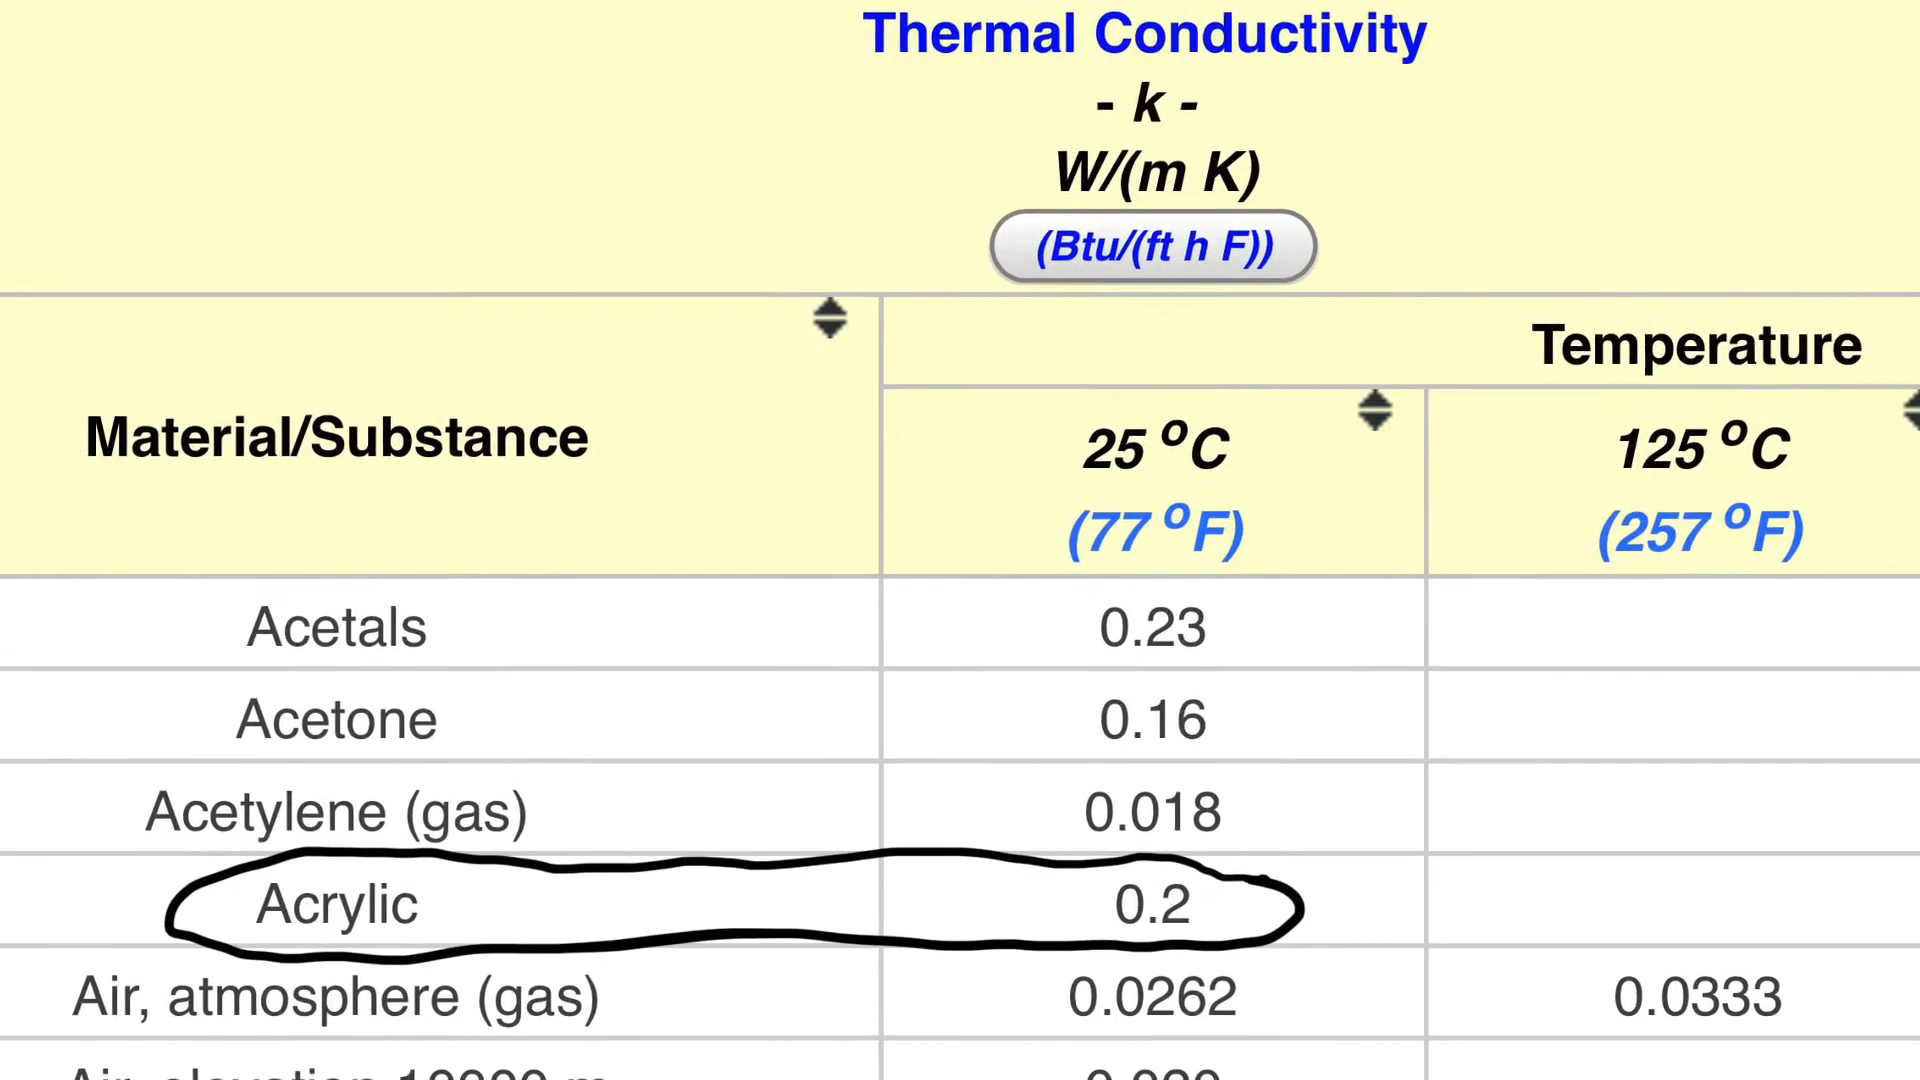 Thermal Conductivity
- k -
W/(m K)
(Btu/(ft h F))
Material/Substance
Temperature
25 °C
(77 °F)
125 °C
(257 °F)
Acetals 0.23
Acetone 0.16
Acetylene (gas) 0.018
Acrylic 0.2
Air, atmosphere (gas) 0.0262 0.0333